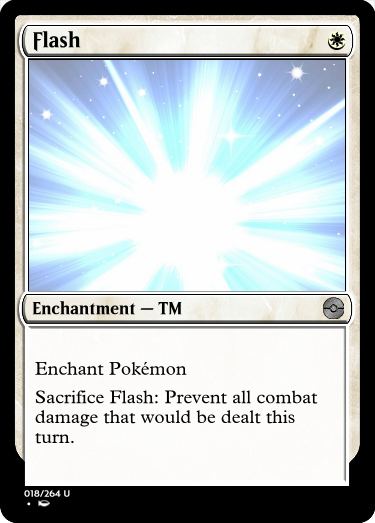 Flash
Enchantment — TM
Enchant Pokémon
Sacrifice Flash: Prevent all combat
damage that would be dealt this
turn.
018/264 U